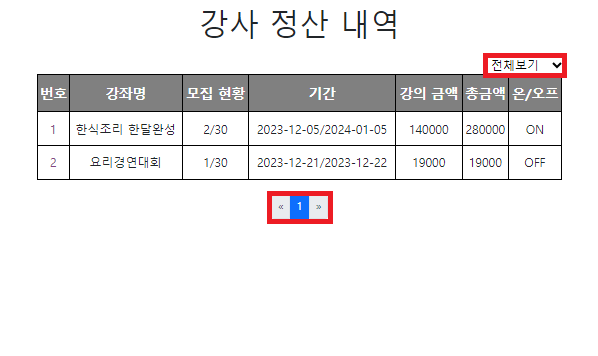 강사 정산 내역
전체보기
번호 강좌명 모집 현황 기간 강의 금액 총금액 온/오프
1 한식조리 한달완성 2/30 2023-12-05/2024-01-05 140000 280000 ON
2 요리경연대회 1/30 2023-12-21/2023-12-22 19000 19000 OFF
« 1 »